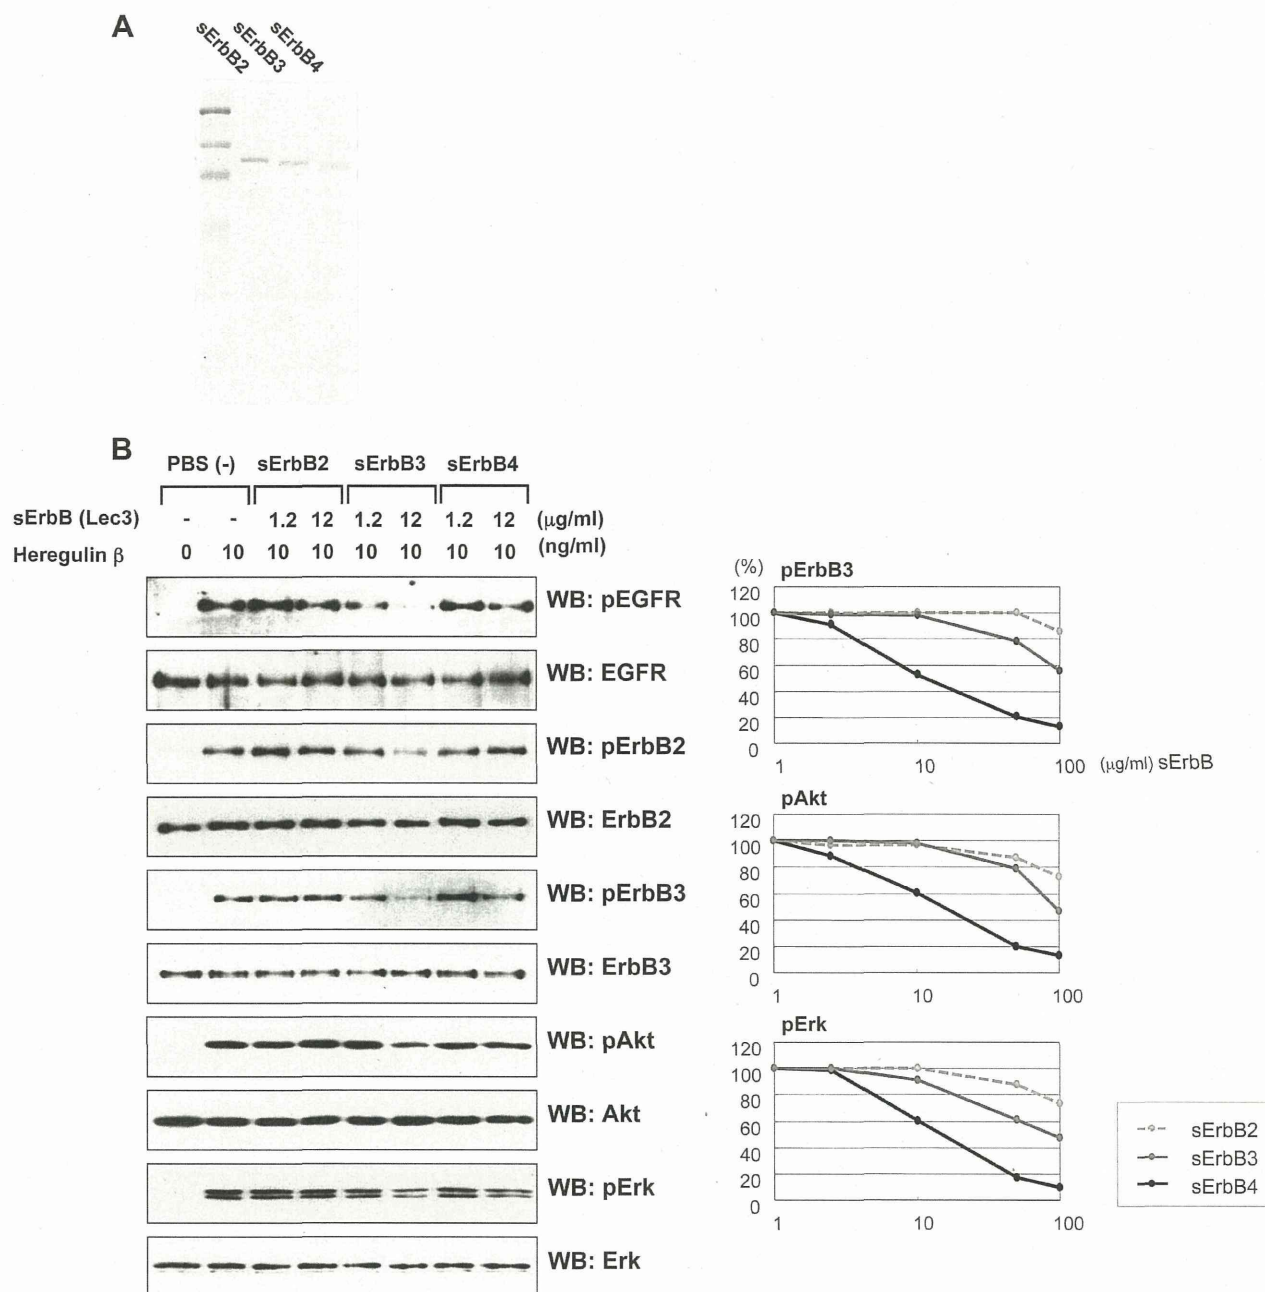 A
sErbB2
sErbB3
sErbB4
B
PBS (-) sErbB2 sErbB3 sErbB4
sErbB (Lec3) - - 1.2 12 1.2 12 1.2 12 (μg/ml)
Heregulin β 0 10 10 10 10 10 10 10 (ng/ml)
WB: pEGFR
WB: EGFR
WB: pErbB2
WB: ErbB2
WB: pErbB3
WB: ErbB3
WB: pAkt
WB: Akt
WB: pErk
WB: Erk
(%) pErbB3
120
100
80
60
40
20
0
1 10 100 (μg/ml) sErbB
pAkt
120
100
80
60
40
20
0
1 10 100
pErk
120
100
80
60
40
20
0
1 10 100
sErbB2
sErbB3
sErbB4